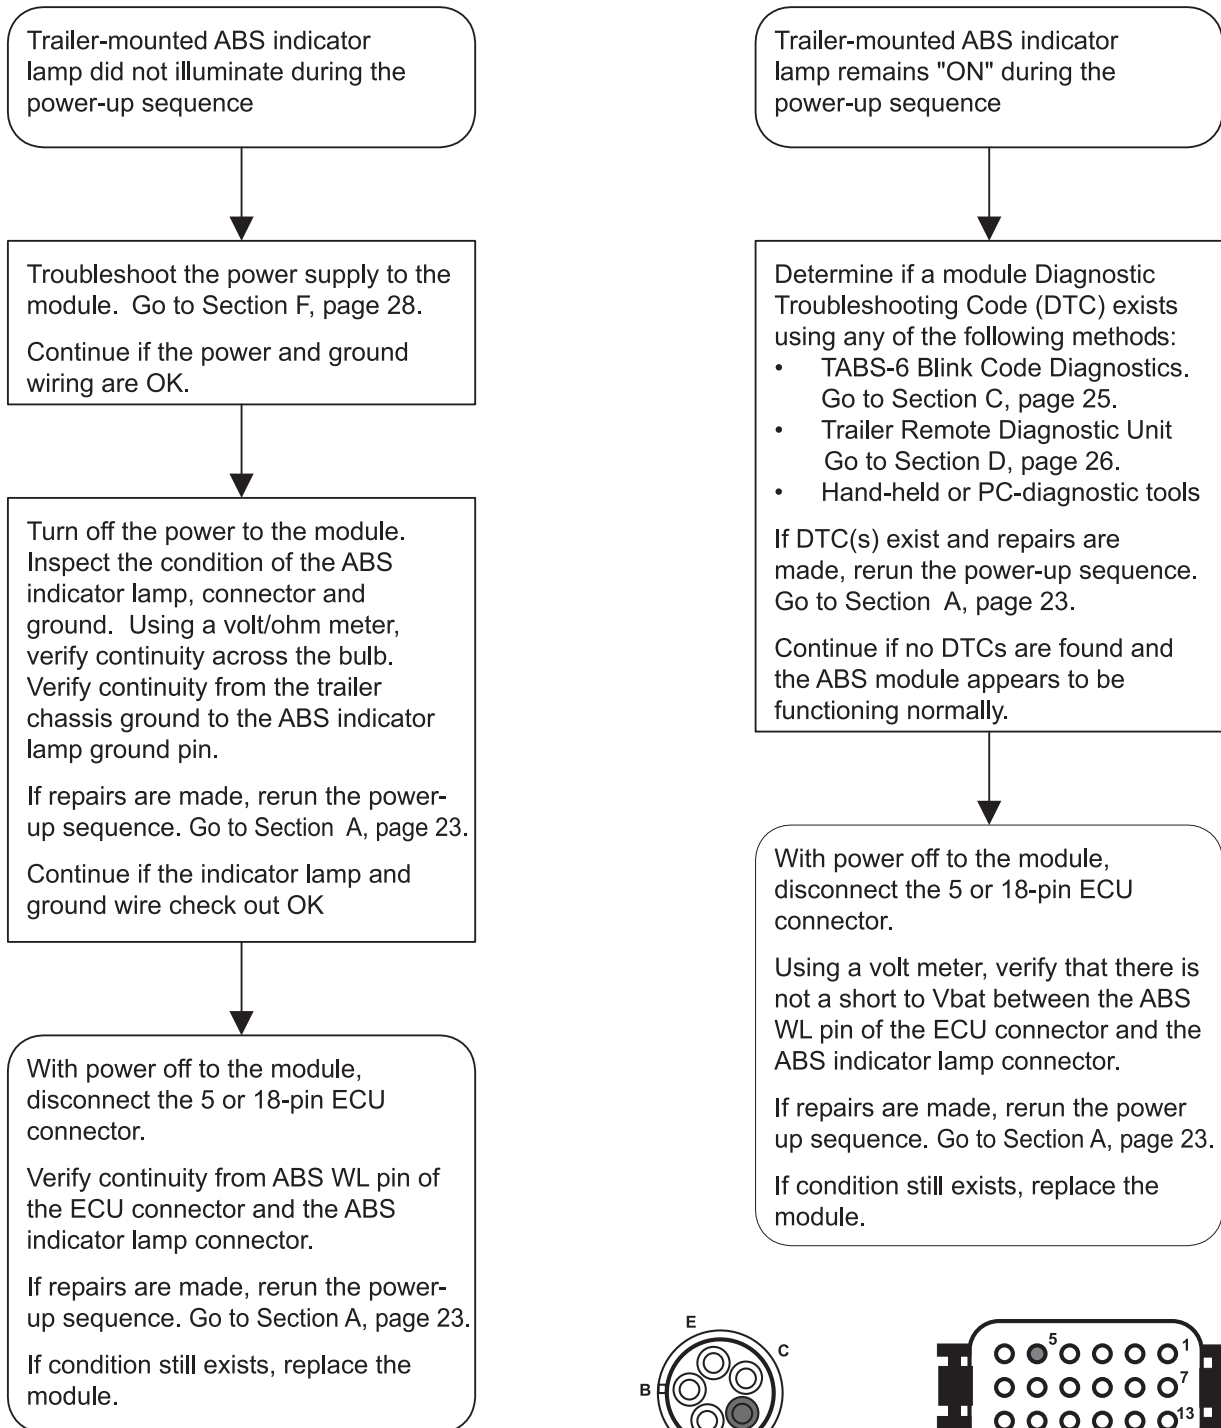 Trailer-mounted ABS indicator
lamp did not illuminate during the
power-up sequence
Troubleshoot the power supply to the
module.  Go to Section F, page 28.
Continue if the power and ground
wiring are OK.
Turn off the power to the module.
Inspect the condition of the ABS
indicator lamp, connector and
ground.  Using a volt/ohm meter,
verify continuity across the bulb.
Verify continuity from the trailer
chassis ground to the ABS indicator
lamp ground pin.
If repairs are made, rerun the power-
up sequence. Go to Section  A, page 23.
Continue if the indicator lamp and
ground wire check out OK
With power off to the module,
disconnect the 5 or 18-pin ECU
connector.
Verify continuity from ABS WL pin of
the ECU connector and the ABS
indicator lamp connector.
If repairs are made, rerun the power-
up sequence. Go to Section A, page 23.
If condition still exists, replace the
module.
Trailer-mounted ABS indicator
lamp remains "ON" during the
power-up sequence
Determine if a module Diagnostic
Troubleshooting Code (DTC) exists
using any of the following methods:
•    TABS-6 Blink Code Diagnostics.
Go to Section C, page 25.
•    Trailer Remote Diagnostic Unit
Go to Section D, page 26.
•    Hand-held or PC-diagnostic tools
If DTC(s) exist and repairs are
made, rerun the power-up sequence.
Go to Section  A, page 23.
Continue if no DTCs are found and
the ABS module appears to be
functioning normally.
With power off to the module,
disconnect the 5 or 18-pin ECU
connector.
Using a volt meter, verify that there is
not a short to Vbat between the ABS
WL pin of the ECU connector and the
ABS indicator lamp connector.
If repairs are made, rerun the power
up sequence. Go to Section A, page 23.
If condition still exists, replace the
module.
E
C
B
5
1
7
13